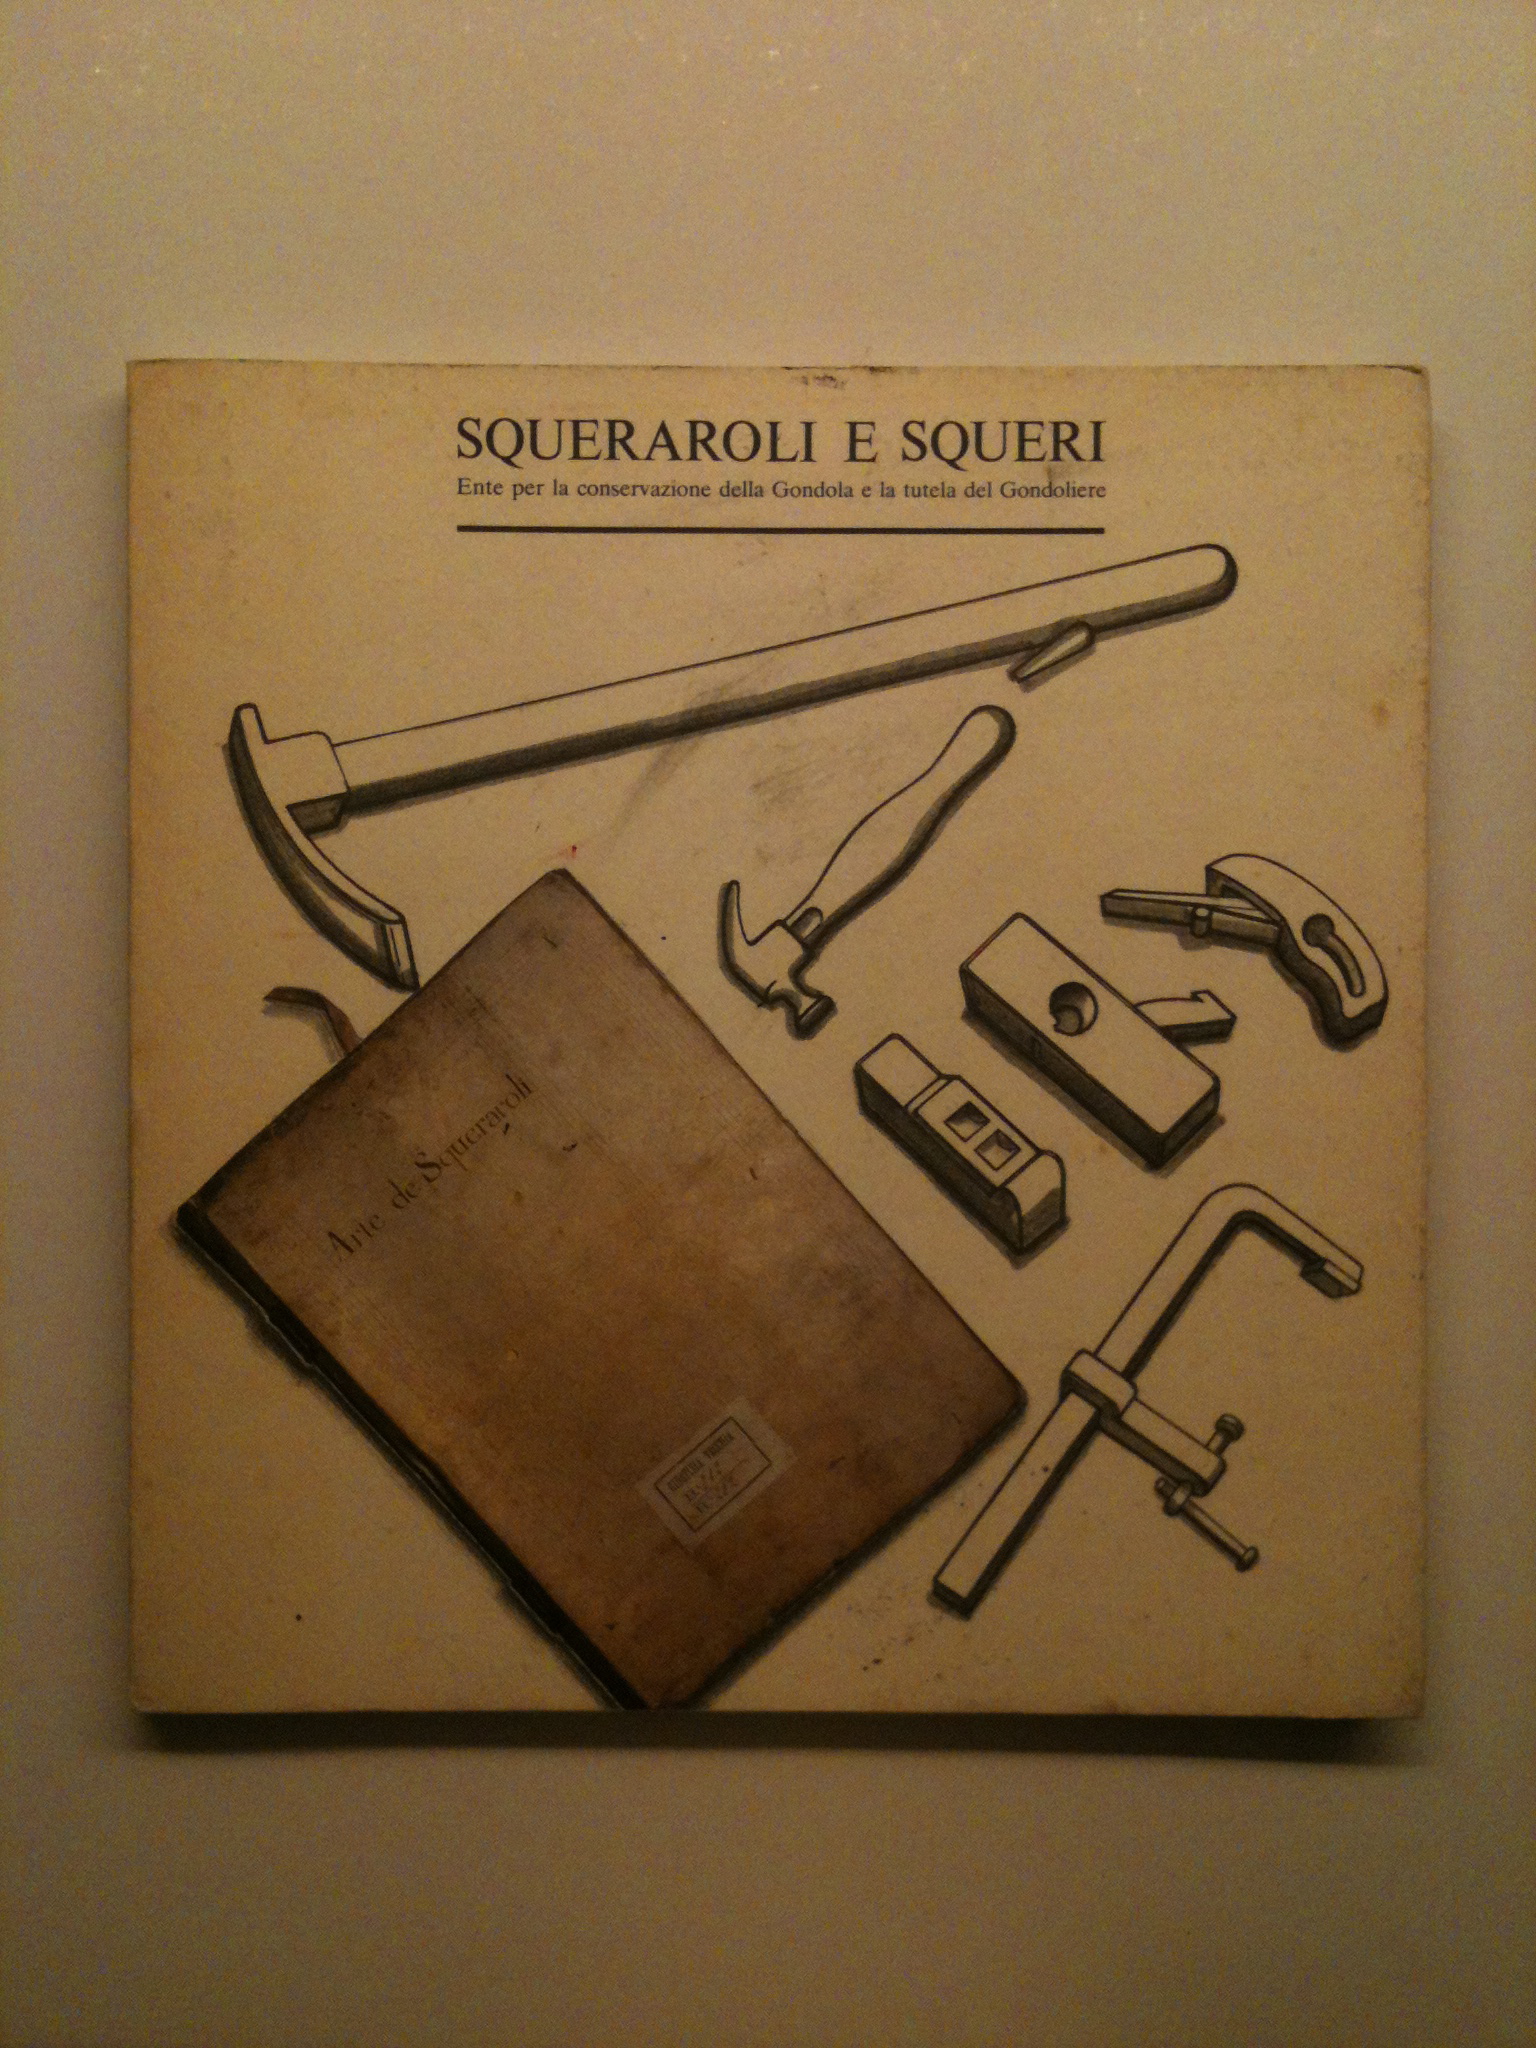 SQUERAROLI E SQUERI
Ente per la conservazione della Gondola e la tutela del Gondoliere
Arte de Squeraroli